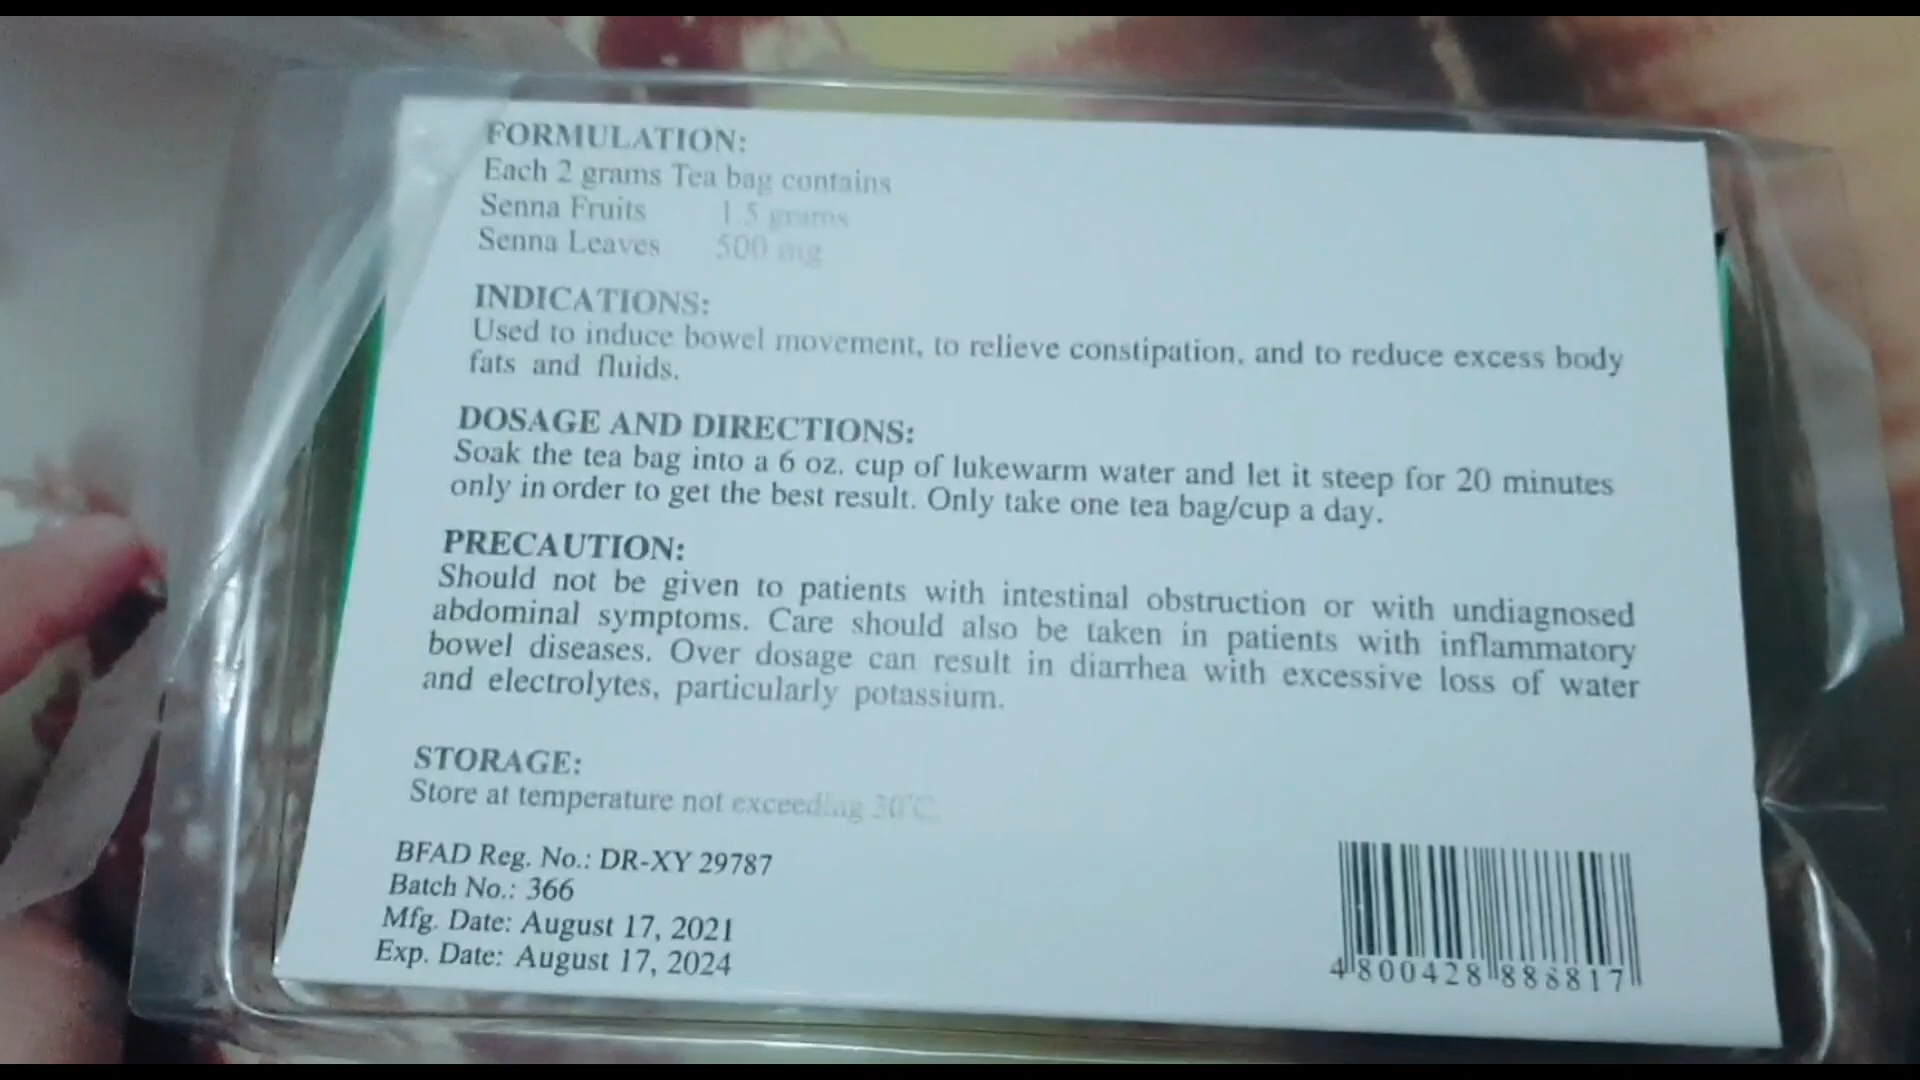 FORMULATION:
Each 2 grams Tea bag contains
Senna Fruits 1.5 grams
Senna Leaves 500 mg
INDICATIONS:
Used to induce bowel movement, to relieve constipation, and to reduce excess body
fats and fluids.
DOSAGE AND DIRECTIONS:
Soak the tea bag into a 6 oz. cup of lukewarm water and let it steep for 20 minutes
only in order to get the best result. Only take one tea bag/cup a day.
PRECAUTION:
Should not be given to patients with intestinal obstruction or with undiagnosed
abdominal symptoms. Care should also be taken in patients with inflammatory
bowel diseases. Over dosage can result in diarrhea with excessive loss of water
and electrolytes, particularly potassium.
STORAGE:
Store at temperature not exceeding 30°C.
BFAD Reg. No.: DR-XY 29787
Batch No.: 366
Mfg. Date: August 17, 2021
Exp. Date: August 17, 2024
4 800428 888817